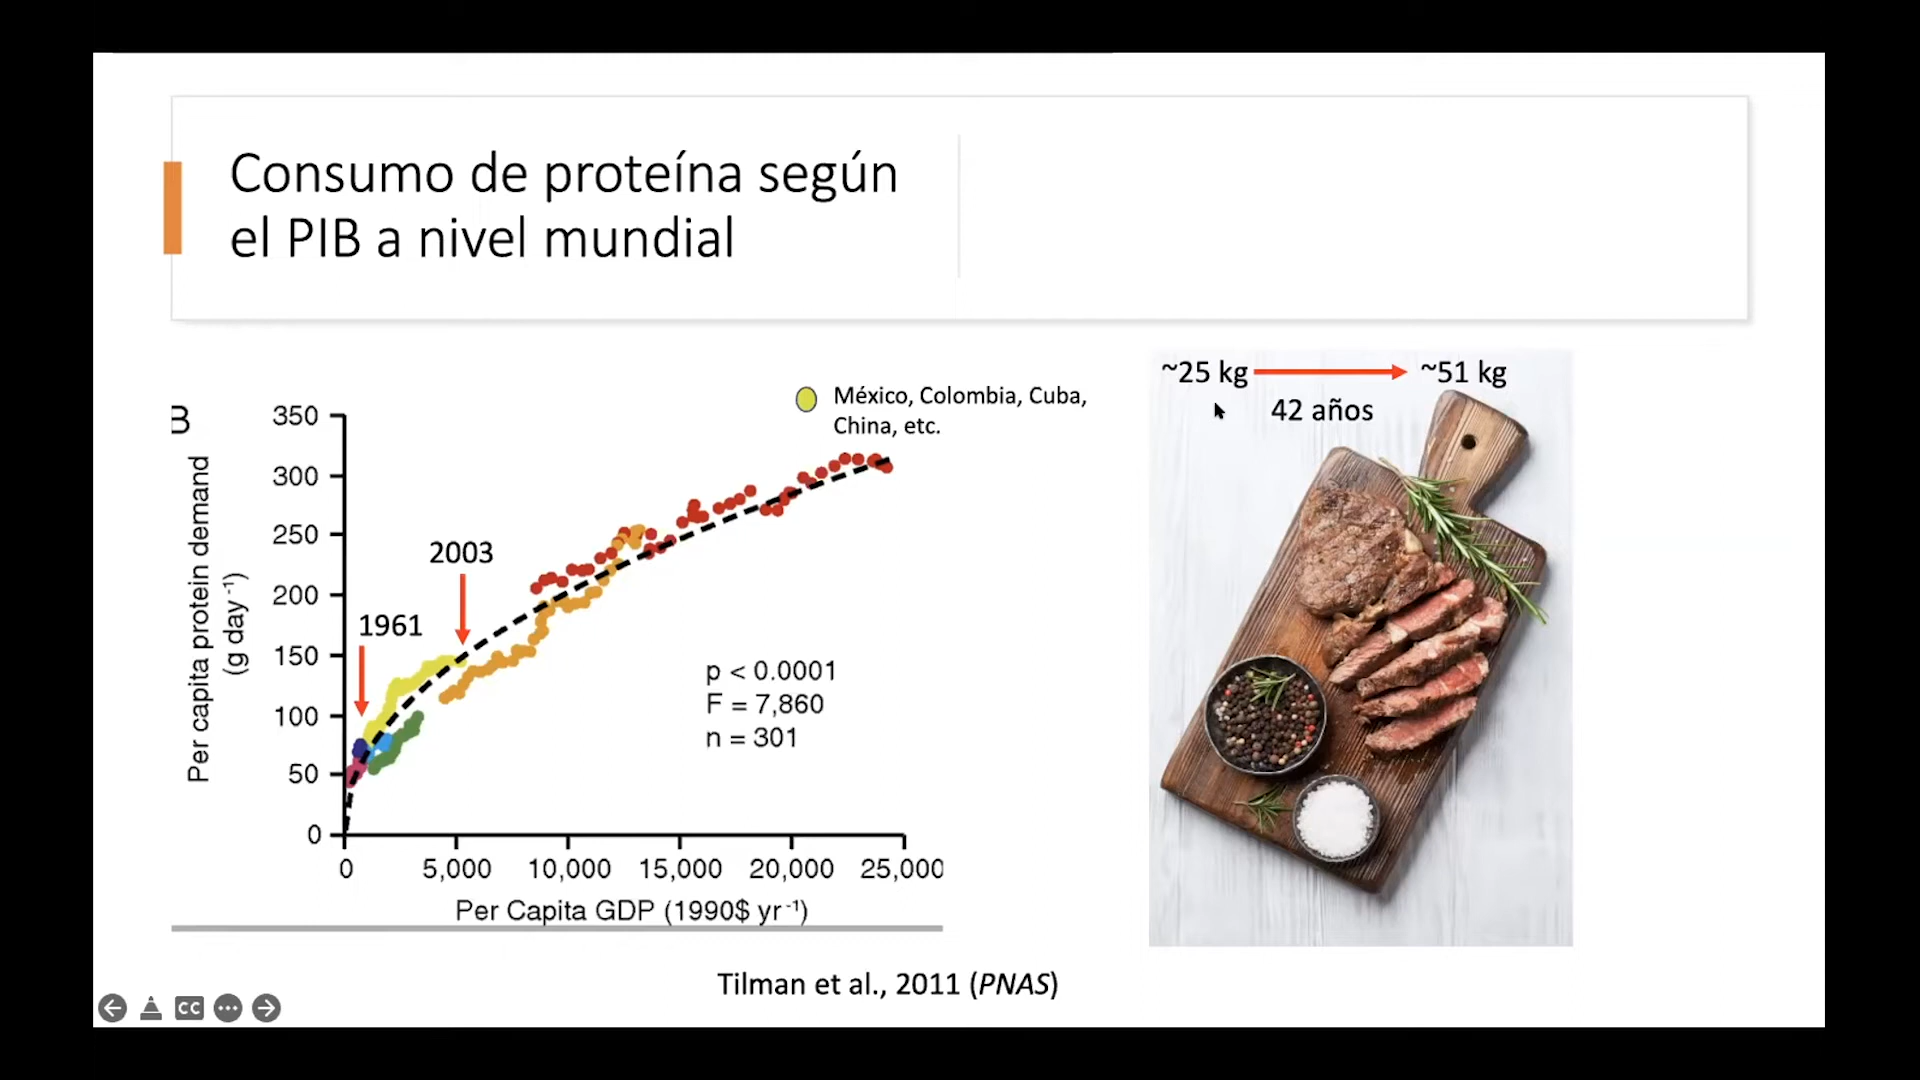 Consumo de proteína según
el PIB a nivel mundial
B
México, Colombia, Cuba,
China, etc.
350
300
250
200
150
100
50
0
Per capita protein demand
(g day⁻¹)
1961
2003
p < 0.0001
F = 7,860
n = 301
0 5,000 10,000 15,000 20,000 25,000
Per Capita GDP (1990$ yr⁻¹)
~25 kg ~51 kg
42 años
Tilman et al., 2011 (PNAS)
CC